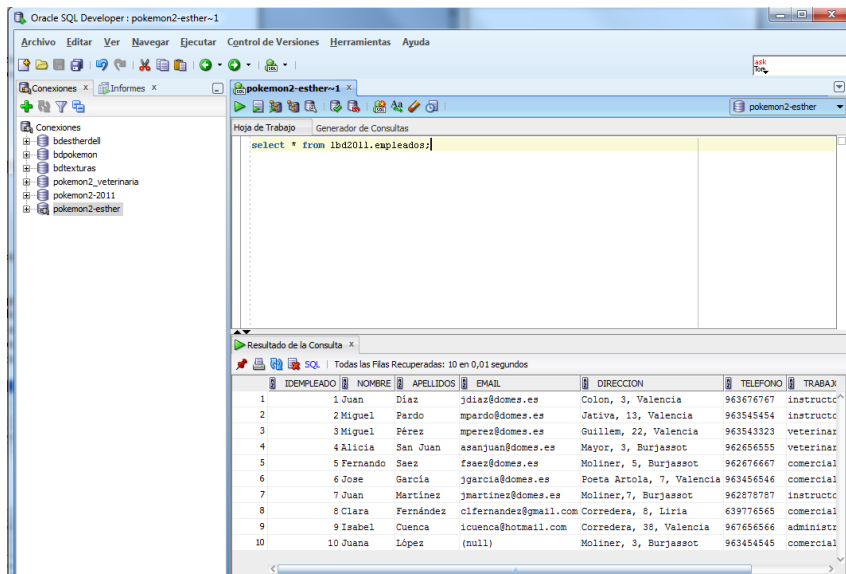 Oracle SQL Developer : pokemon2-esther~1
Archivo Editar Ver Navegar Ejecutar Control de Versiones Herramientas Ayuda
ask
Tom
Conexiones x Informes x
pokemon2-esther~1 x
SQL
pokemon2-esther
Conexiones
bdestherdell
bdpokemon
bdtexturas
pokemon2_veterinaria
pokemon2-2011
pokemon2-esther
Hoja de Trabajo Generador de Consultas
select * from lbd2011.empleados;
Resultado de la Consulta x
SQL | Todas las Filas Recuperadas: 10 en 0,01 segundos
IDEMPLEADO NOMBRE APELLIDOS EMAIL DIRECCION TELEFONO TRABAJO
1 1 Juan Díaz jdiaz@domes.es Colon, 3, Valencia 963676767 instructo
2 2 Miguel Pardo mpardo@domes.es Jativa, 13, Valencia 963545454 instructo
3 3 Miguel Pérez mperez@domes.es Guillem, 22, Valencia 963543323 veterinar
4 4 Alicia San Juan asanjuan@domes.es Mayor, 3, Burjassot 962656555 veterinar
5 5 Fernando Saez fsaez@domes.es Moliner, 5, Burjassot 962676667 comercial
6 6 Jose García jgarcia@domes.es Poeta Artola, 7, Valencia 963456546 comercial
7 7 Juan Martínez jmartinez@domes.es Moliner,7, Burjassot 962878787 instructo
8 8 Clara Fernández clfernandez@gmail.com Corredera, 8, Liria 639776565 comercial
9 9 Isabel Cuenca icuenca@hotmail.com Corredera, 38, Valencia 967656566 administr
10 10 Juana López (null) Moliner, 3, Burjassot 963454545 comercial